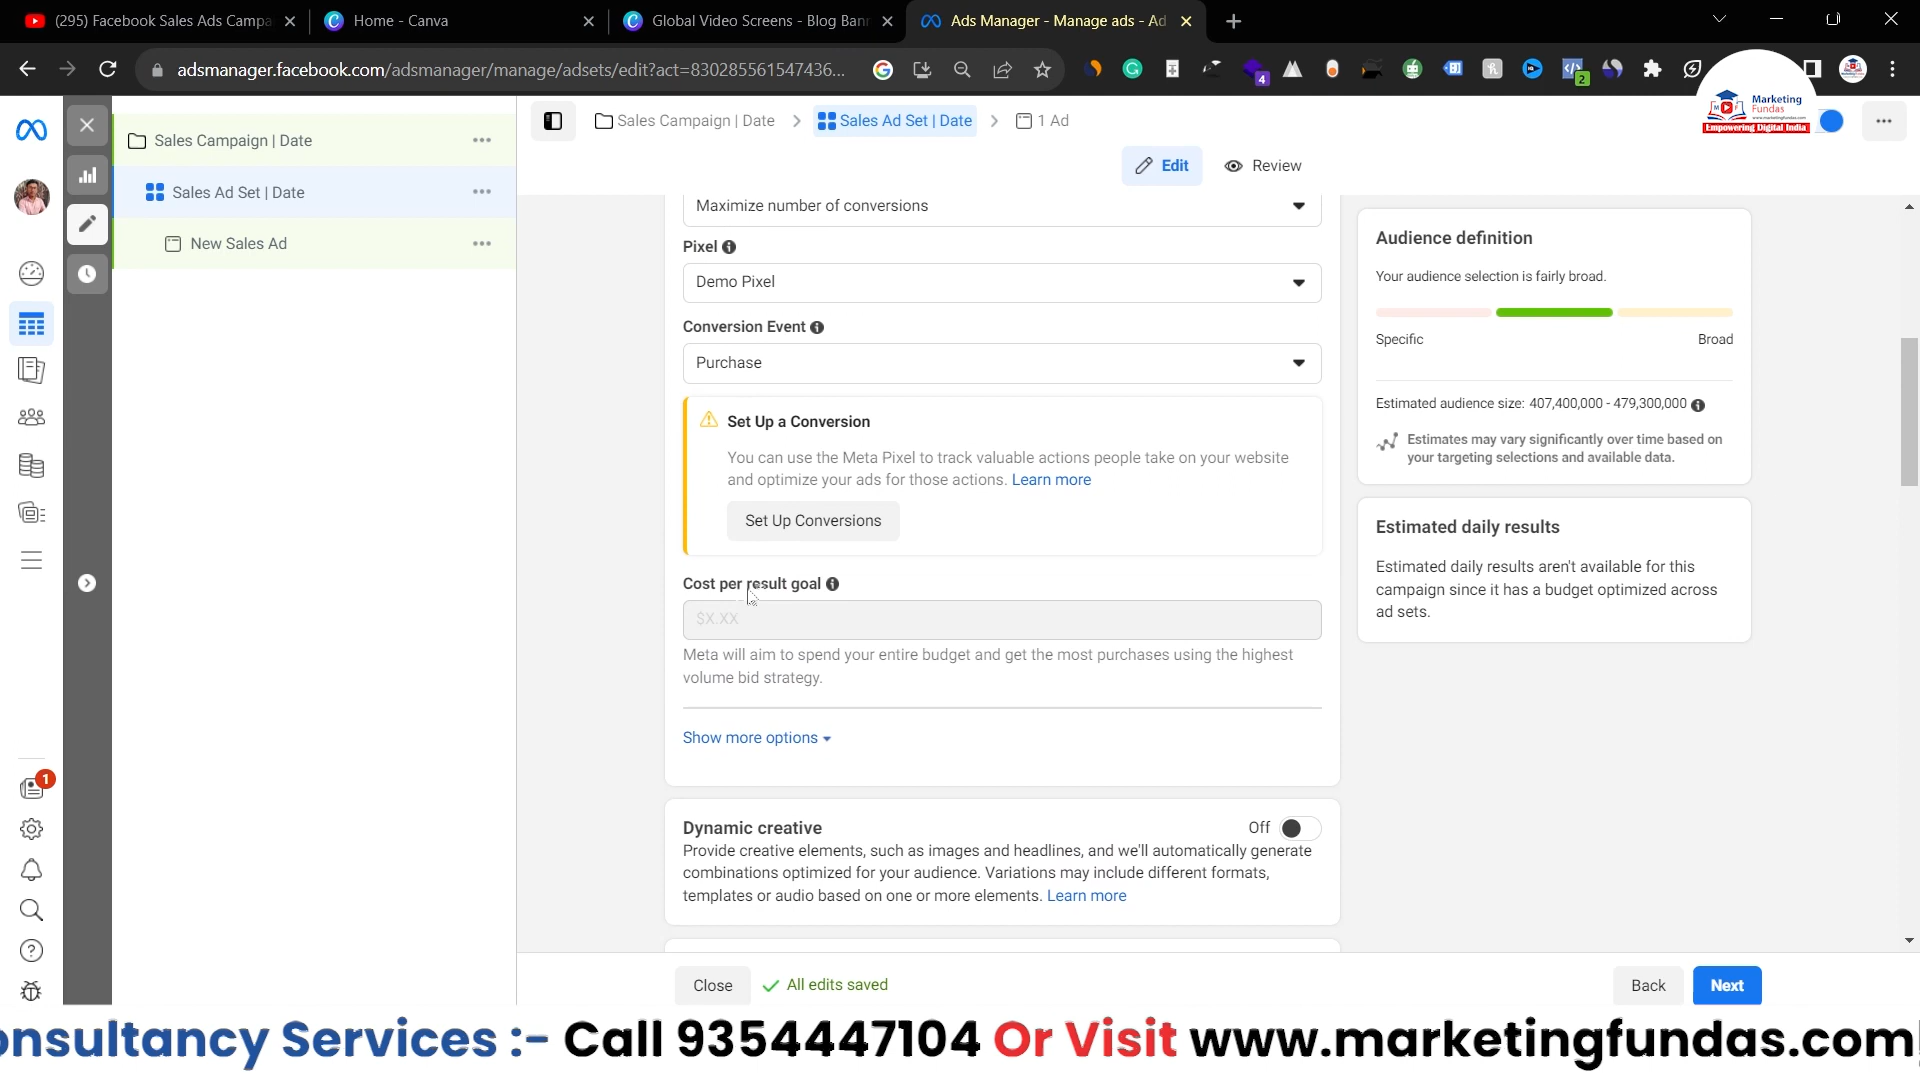 (295) Facebook Sales Ads Campa
Home - Canva
Global Video Screens - Blog Ban
Ads Manager - Manage ads - Ad
adsmanager.facebook.com/adsmanager/manage/adsets/edit?act=830285561547436...
4
2
Marketing
Fundas
Empowering Digital India
Sales Campaign | Date
Sales Ad Set | Date
1 Ad
Sales Campaign | Date
Sales Ad Set | Date
New Sales Ad
Edit
Review
Maximize number of conversions
Pixel
Demo Pixel
Conversion Event
Purchase
Set Up a Conversion
You can use the Meta Pixel to track valuable actions people take on your website
and optimize your ads for those actions. Learn more
Set Up Conversions
Cost per result goal
$X.XX
Meta will aim to spend your entire budget and get the most purchases using the highest
volume bid strategy.
Show more options
Dynamic creative
Off
Provide creative elements, such as images and headlines, and we'll automatically generate
combinations optimized for your audience. Variations may include different formats,
templates or audio based on one or more elements. Learn more
Audience definition
Your audience selection is fairly broad.
Specific
Broad
Estimated audience size: 407,400,000 - 479,300,000
Estimates may vary significantly over time based on
your targeting selections and available data.
Estimated daily results
Estimated daily results aren't available for this
campaign since it has a budget optimized across
ad sets.
1
Close
All edits saved
Back
Next
onsultancy Services :- Call 9354447104 Or Visit www.marketingfundas.com